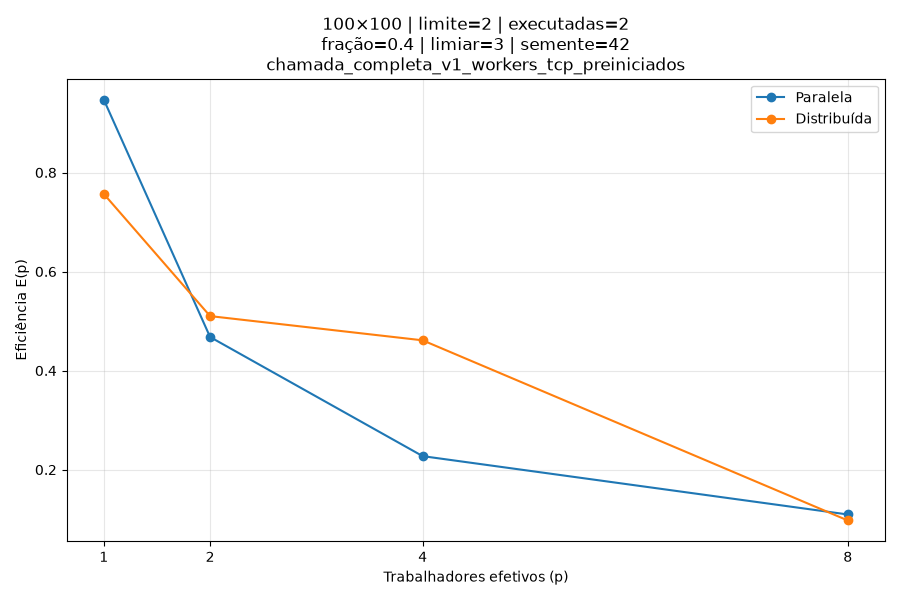 100×100 | limite=2 | executadas=2
fração=0.4 | limiar=3 | semente=42
chamada_completa_v1_workers_tcp_preiniciados
Paralela
Distribuída
Eficiência E(p)
0.8
0.6
0.4
0.2
1
2
4
8
Trabalhadores efetivos (p)